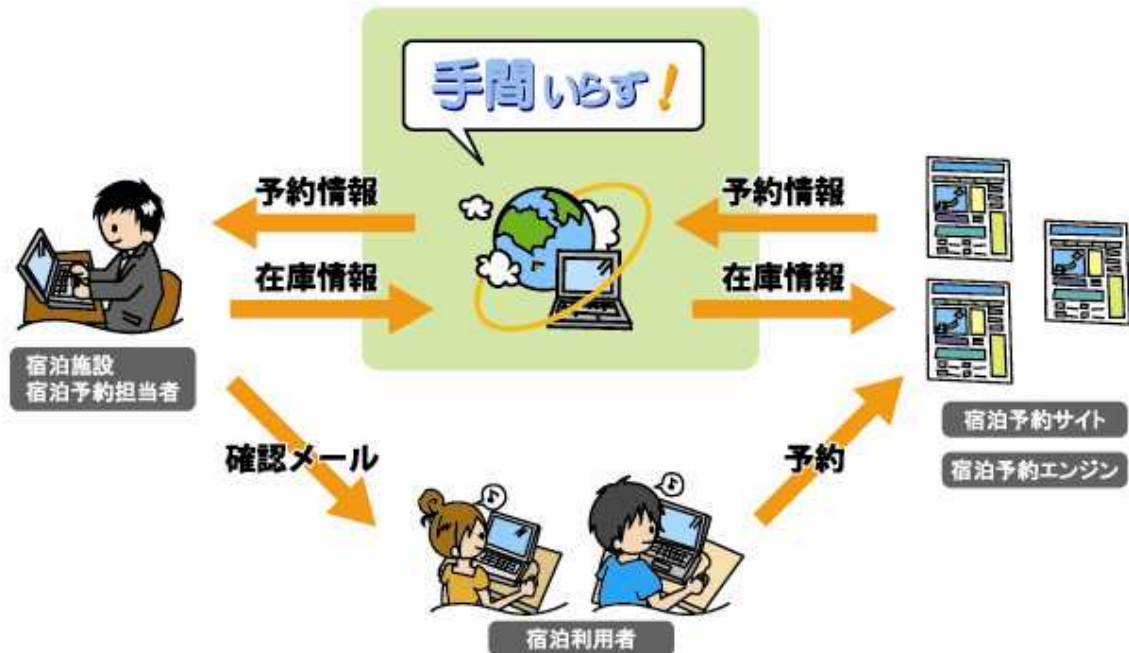 手間いらず!
予約情報
予約情報
在庫情報
在庫情報
宿泊施設
宿泊予約担当者
宿泊予約サイト
宿泊予約エンジン
確認メール
予約
宿泊利用者